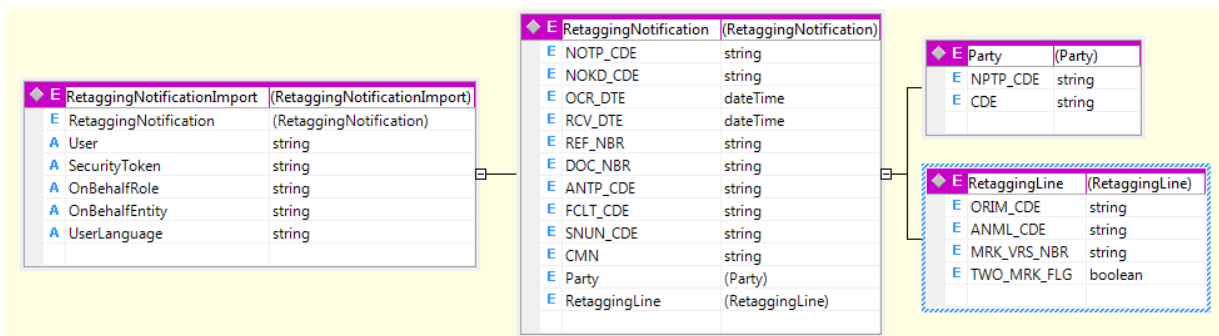 E RetaggingNotificationImport (RetaggingNotificationImport)
E RetaggingNotification (RetaggingNotification)
A User string
A SecurityToken string
A OnBehalfRole string
A OnBehalfEntity string
A UserLanguage string
E RetaggingNotification (RetaggingNotification)
E NOTP_CDE string
E NOKD_CDE string
E OCR_DTE dateTime
E RCV_DTE dateTime
E REF_NBR string
E DOC_NBR string
E ANTP_CDE string
E FCLT_CDE string
E SNUN_CDE string
E CMN string
E Party (Party)
E RetaggingLine (RetaggingLine)
E Party (Party)
E NPTP_CDE string
E CDE string
E RetaggingLine (RetaggingLine)
E ORIM_CDE string
E ANML_CDE string
E MRK_VRS_NBR string
E TWO_MRK_FLG boolean